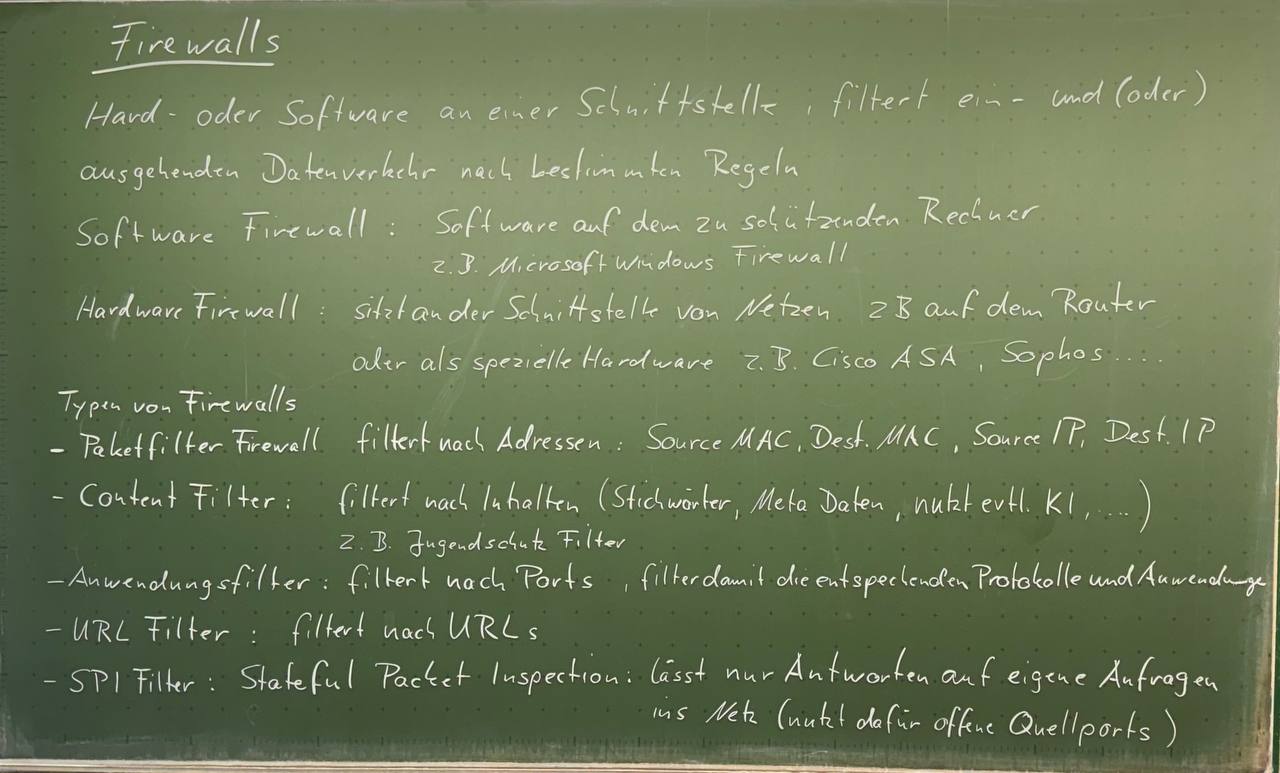 Firewalls
Hard- oder Software an einer Schnittstelle, filtert ein- und (oder)
ausgehenden Datenverkehr nach bestimmten Regeln
Software Firewall: Software auf dem zu schützenden Rechner
z.B. Microsoft Windows Firewall
Hardware Firewall: sitzt an der Schnittstelle von Netzen zB auf dem Router
oder als spezielle Hardware z.B. Cisco ASA, Sophos....
Typen von Firewalls
- Paketfilter Firewall filtert nach Adressen: Source MAC, Dest. MAC, Source IP, Dest. IP
- Content Filter: filtert nach Inhalten (Stichwörter, Meta Daten, nutzt evtl. KI, ....)
z.B. Jugendschutz Filter
- Anwendungsfilter: filtert nach Ports, filter damit die entspechenden Protokolle und Anwendunge
- URL Filter: filtert nach URLs
- SPI Filter: Stateful Packet Inspection: lässt nur Antworten auf eigene Anfragen
ins Netz (nutzt dafür offene Quellports)